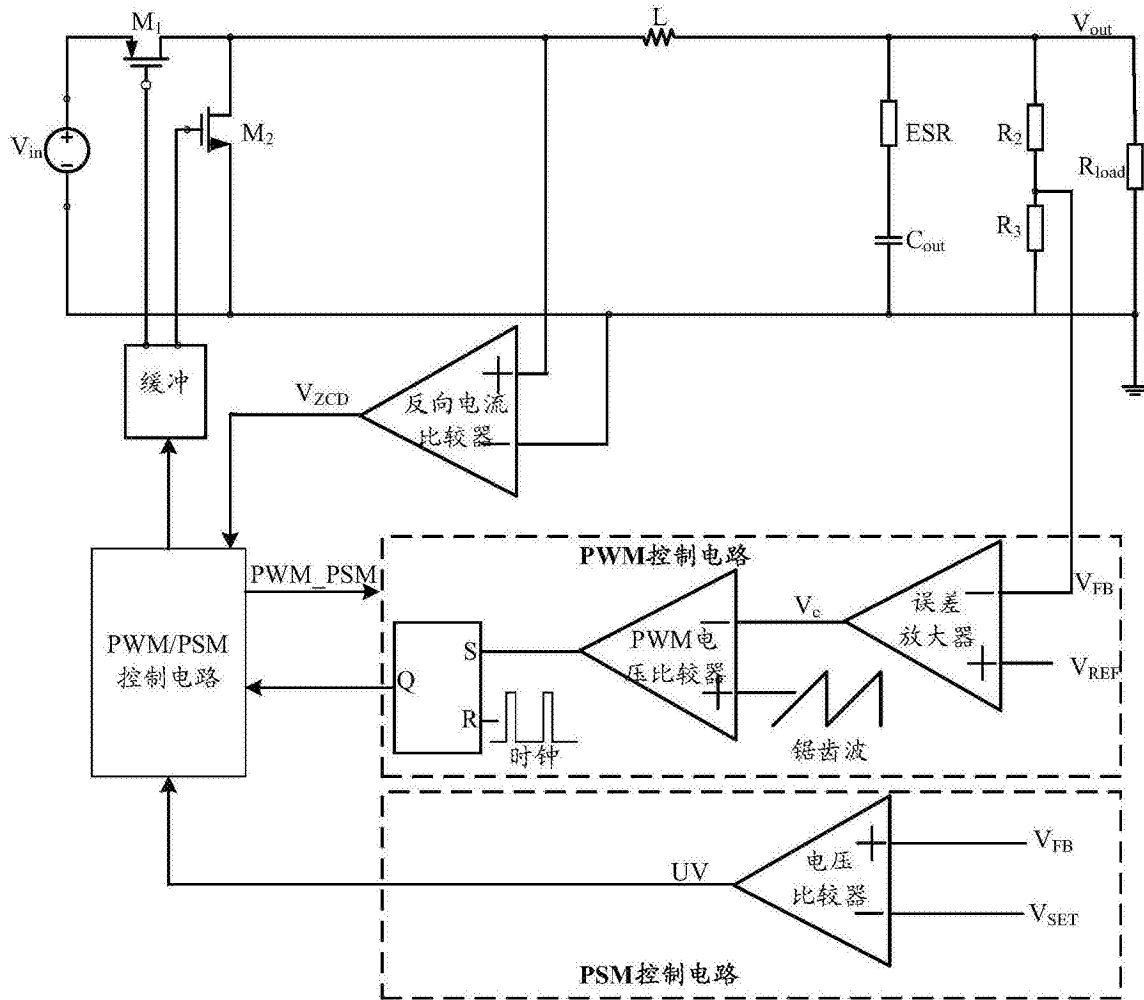 M1
L
Vout
Vin
M2
ESR
R2
Rload
R3
Cout
缓冲
VZCD
反向电流
比较器
PWM控制电路
PWM_PSM
VFB
误差
放大器
Vc
PWM/PSM
控制电路
PWM电
压比较器
S
Q
R
VREF
时钟
锯齿波
UV
电压
比较器
VFB
VSET
PSM控制电路